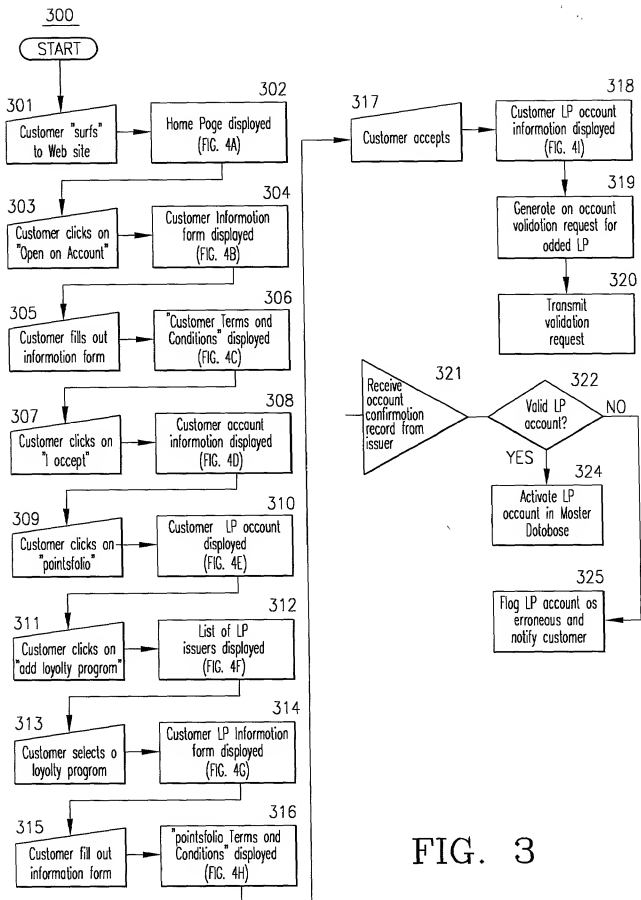 300
START
301
Customer "surfs"
to Web site
302
Home Page displayed
(FIG. 4A)
303
Customer clicks on
"Open an Account"
304
Customer Information
form displayed
(FIG. 4B)
305
Customer fills out
information form
306
"Customer Terms and
Conditions" displayed
(FIG. 4C)
307
Customer clicks on
"I accept"
308
Customer account
information displayed
(FIG. 4D)
309
Customer clicks on
"pointsfolio"
310
Customer LP account
displayed
(FIG. 4E)
311
Customer clicks on
"add loyalty program"
312
List of LP
issuers displayed
(FIG. 4F)
313
Customer selects a
loyalty program
314
Customer LP Information
form displayed
(FIG. 4G)
315
Customer fill out
information form
316
"pointsfolio Terms and
Conditions" displayed
(FIG. 4H)
317
Customer accepts
318
Customer LP account
information displayed
(FIG. 4I)
319
Generate an account
validation request for
added LP
320
Transmit
validation
request
321
Receive
account
confirmation
record from
issuer
322
Valid LP
account?
NO
YES
324
Activate LP
account in Master
Database
325
Flag LP account as
erroneous and
notify customer
FIG. 3